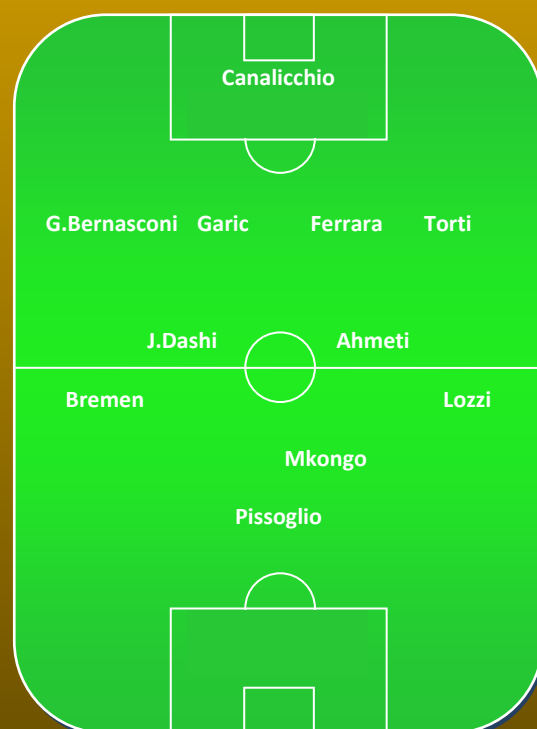 Canalicchio
G.Bernasconi Garic Ferrara Torti
J.Dashi Ahmeti
Bremen Lozzi
Mkongo
Pissoglio